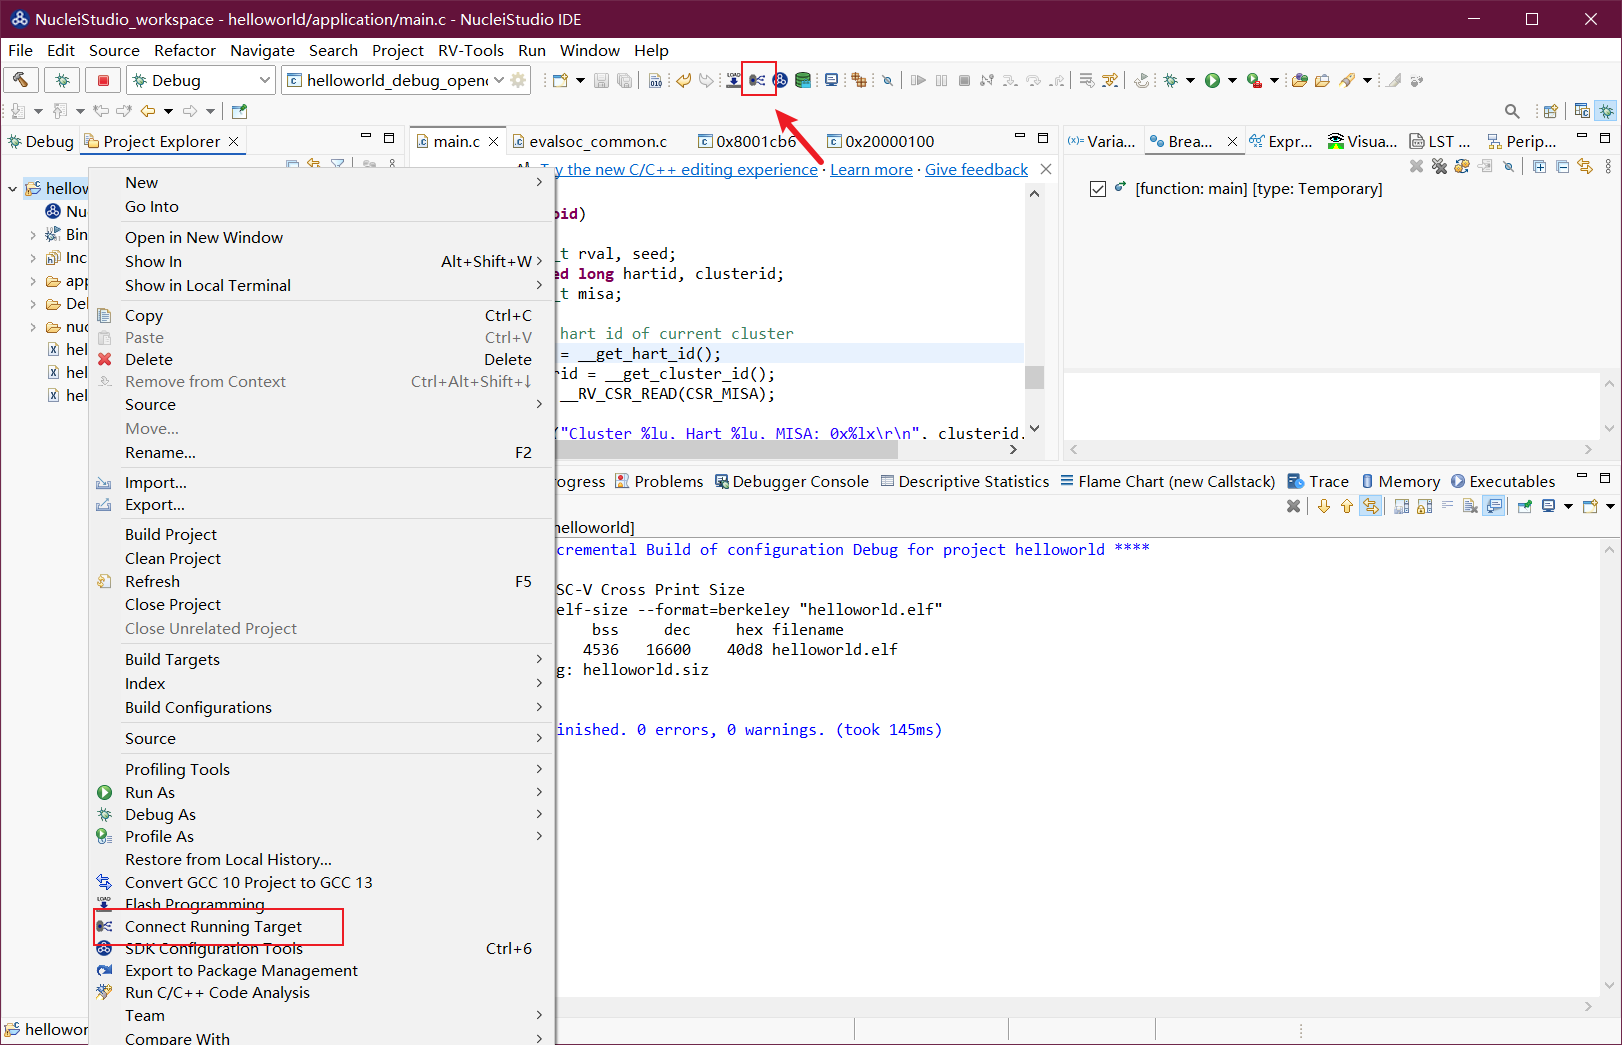 NucleiStudio_workspace - helloworld/application/main.c - NucleiStudio IDE
File Edit Source Refactor Navigate Search Project RV-Tools Run Window Help
Debug
helloworld_debug_openo
Debug
Project Explorer
main.c
evalsoc_common.c
0x8001cb6
0x20000100
Varia...
Brea...
Expr...
Visua...
LST ...
Perip...
Try the new C/C++ editing experience · Learn more · Give feedback
[function: main] [type: Temporary]
hellow
Nu
Bin
Inc
app
De
nuc
hel
hel
hel
New
Go Into
Open in New Window
Show In Alt+Shift+W
Show in Local Terminal
Copy Ctrl+C
Paste Ctrl+V
Delete Delete
Remove from Context Ctrl+Alt+Shift+↓
Source
Move...
Rename... F2
Import...
Export...
Build Project
Clean Project
Refresh F5
Close Project
Close Unrelated Project
Build Targets
Index
Build Configurations
Source
Profiling Tools
Run As
Debug As
Profile As
Restore from Local History...
Convert GCC 10 Project to GCC 13
LOAD Flash Programming
Connect Running Target
SDK Configuration Tools Ctrl+6
Export to Package Management
Run C/C++ Code Analysis
Team
Compare With
oid)
_t rval, seed;
ed long hartid, clusterid;
_t misa;
hart id of current cluster
= __get_hart_id();
rid = __get_cluster_id();
__RV_CSR_READ(CSR_MISA);
("Cluster %lu, Hart %lu, MISA: 0x%lx\r\n", clusterid,
ogress
Problems
Debugger Console
Descriptive Statistics
Flame Chart (new Callstack)
Trace
Memory
Executables
helloworld]
cremental Build of configuration Debug for project helloworld ****
SC-V Cross Print Size
elf-size --format=berkeley "helloworld.elf"
bss dec hex filename
4536 16600 40d8 helloworld.elf
g: helloworld.siz
inished. 0 errors, 0 warnings. (took 145ms)
hellowor